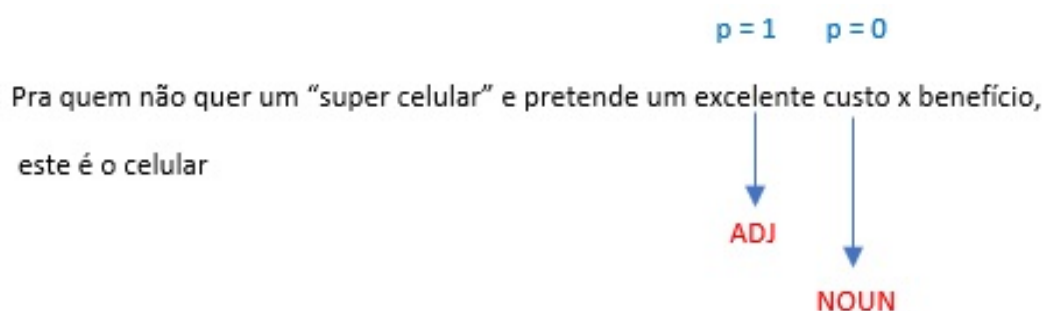 p = 1 p = 0
Pra quem não quer um “super celular” e pretende um excelente custo x benefício,
este é o celular
ADJ
NOUN